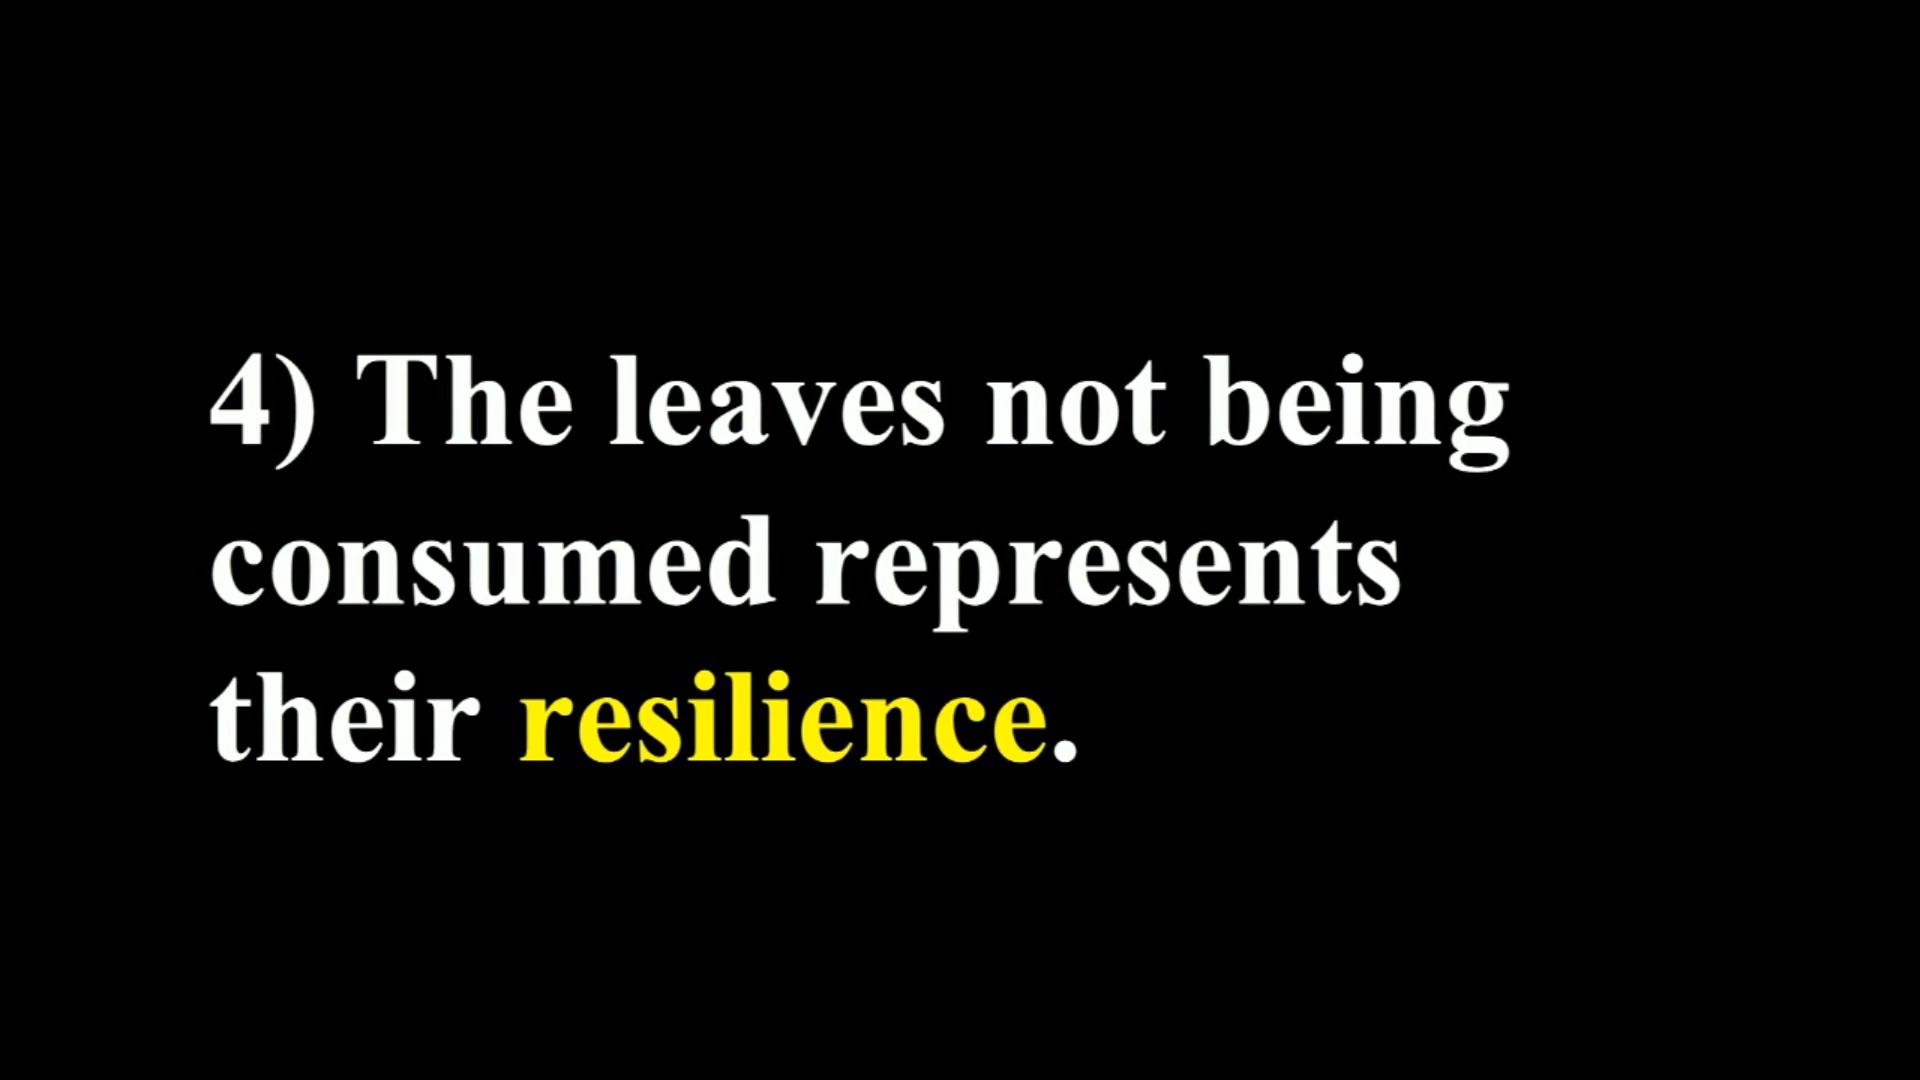 4) The leaves not being
consumed represents
their resilience.